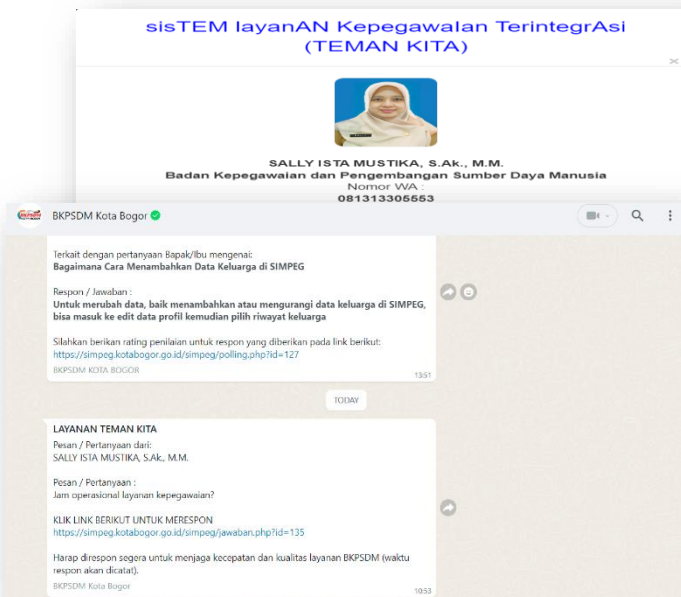 sisTEM layanAN KepegawaIan TerintegrAsi
(TEMAN KITA)
SALLY ISTA MUSTIKA, S.Ak., M.M.
Badan Kepegawaian dan Pengembangan Sumber Daya Manusia
Nomor WA :
081313305553
BKPSDM Kota Bogor
Terkait dengan pertanyaan Bapak/Ibu mengenai:
Bagaimana Cara Menambahkan Data Keluarga di SIMPEG
Respon / Jawaban :
Untuk merubah data, baik menambahkan atau mengurangi data keluarga di SIMPEG,
bisa masuk ke edit data profil kemudian pilih riwayat keluarga
Silahkan berikan rating penilaian untuk respon yang diberikan pada link berikut:
https://simpeg.kotabogor.go.id/simpeg/polling.php?id=127
BKPSDM KOTA BOGOR
13:51
TODAY
LAYANAN TEMAN KITA
Pesan / Pertanyaan dari:
SALLY ISTA MUSTIKA, S.Ak., M.M.
Pesan / Pertanyaan :
Jam operasional layanan kepegawaian?
KLIK LINK BERIKUT UNTUK MERESPON
https://simpeg.kotabogor.go.id/simpeg/jawaban.php?id=135
Harap direspon segera untuk menjaga kecepatan dan kualitas layanan BKPSDM (waktu
respon akan dicatat).
BKPSDM Kota Bogor
10:53